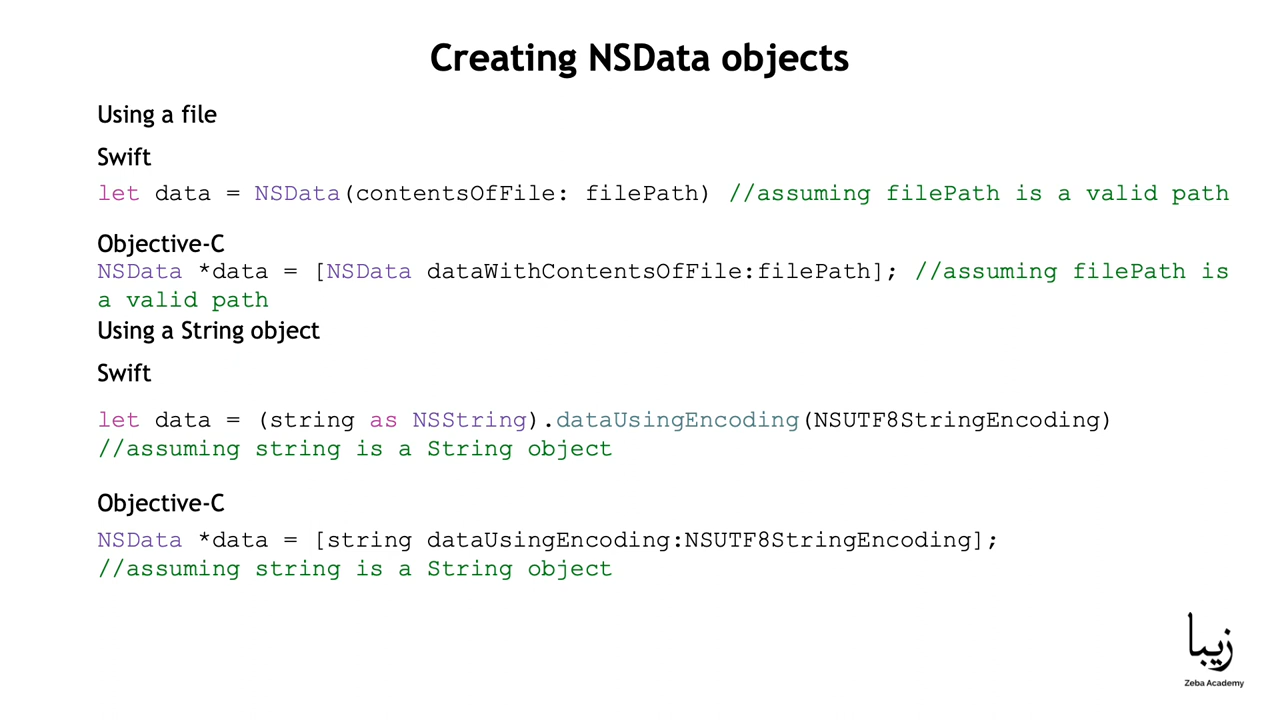 Creating NSData objects
Using a file
Swift
let data = NSData(contentsOfFile: filePath) //assuming filePath is a valid path
Objective-C
NSData *data = [NSData dataWithContentsOfFile:filePath]; //assuming filePath is
a valid path
Using a String object
Swift
let data = (string as NSString).dataUsingEncoding(NSUTF8StringEncoding)
//assuming string is a String object
Objective-C
NSData *data = [string dataUsingEncoding:NSUTF8StringEncoding];
//assuming string is a String object
زيبا
Zeba Academy